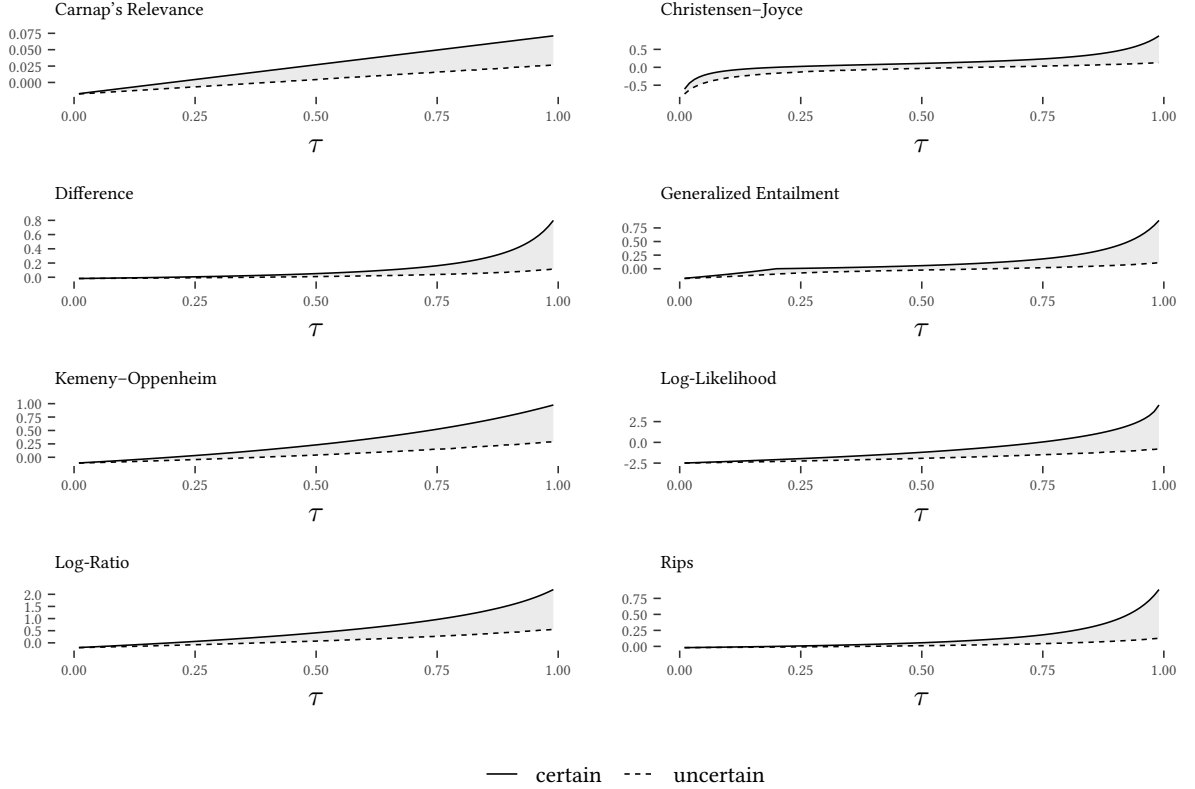 Carnap’s Relevance
0.075
0.050
0.025
0.000
0.00 0.25 0.50 0.75 1.00
τ
Christensen–Joyce
0.5
0.0
-0.5
0.00 0.25 0.50 0.75 1.00
τ
Difference
0.8
0.6
0.4
0.2
0.0
0.00 0.25 0.50 0.75 1.00
τ
Generalized Entailment
0.75
0.50
0.25
0.00
0.00 0.25 0.50 0.75 1.00
τ
Kemeny–Oppenheim
1.00
0.75
0.50
0.25
0.00
0.00 0.25 0.50 0.75 1.00
τ
Log-Likelihood
2.5
0.0
-2.5
0.00 0.25 0.50 0.75 1.00
τ
Log-Ratio
2.0
1.5
1.0
0.5
0.0
0.00 0.25 0.50 0.75 1.00
τ
Rips
0.75
0.50
0.25
0.00
0.00 0.25 0.50 0.75 1.00
τ
certain uncertain